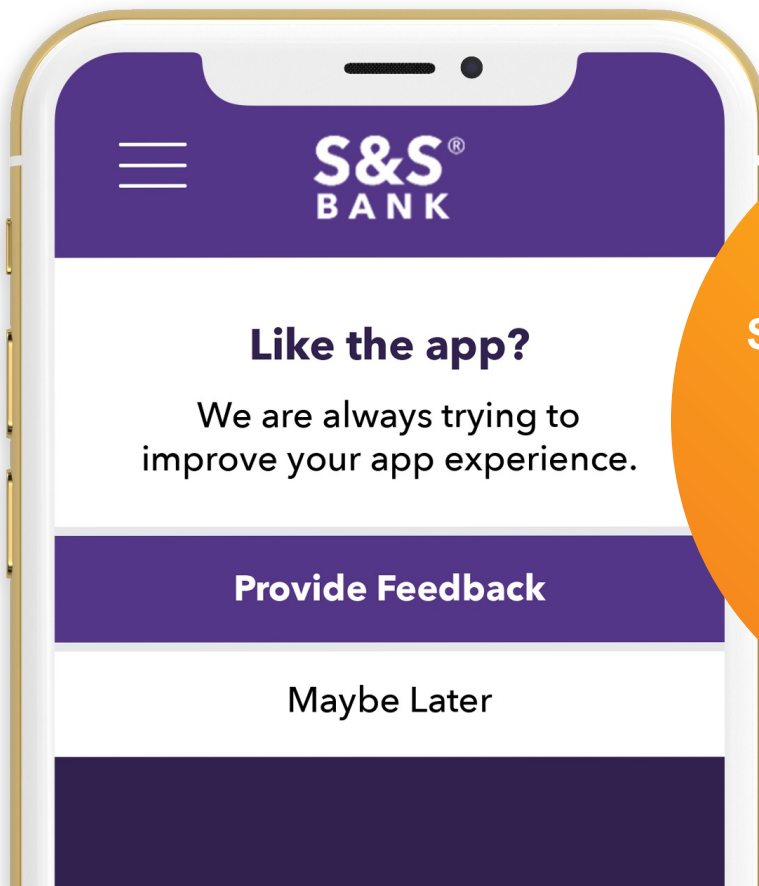 S&S®
BANK
Like the app?
We are always trying to
improve your app experience.
Provide Feedback
Maybe Later